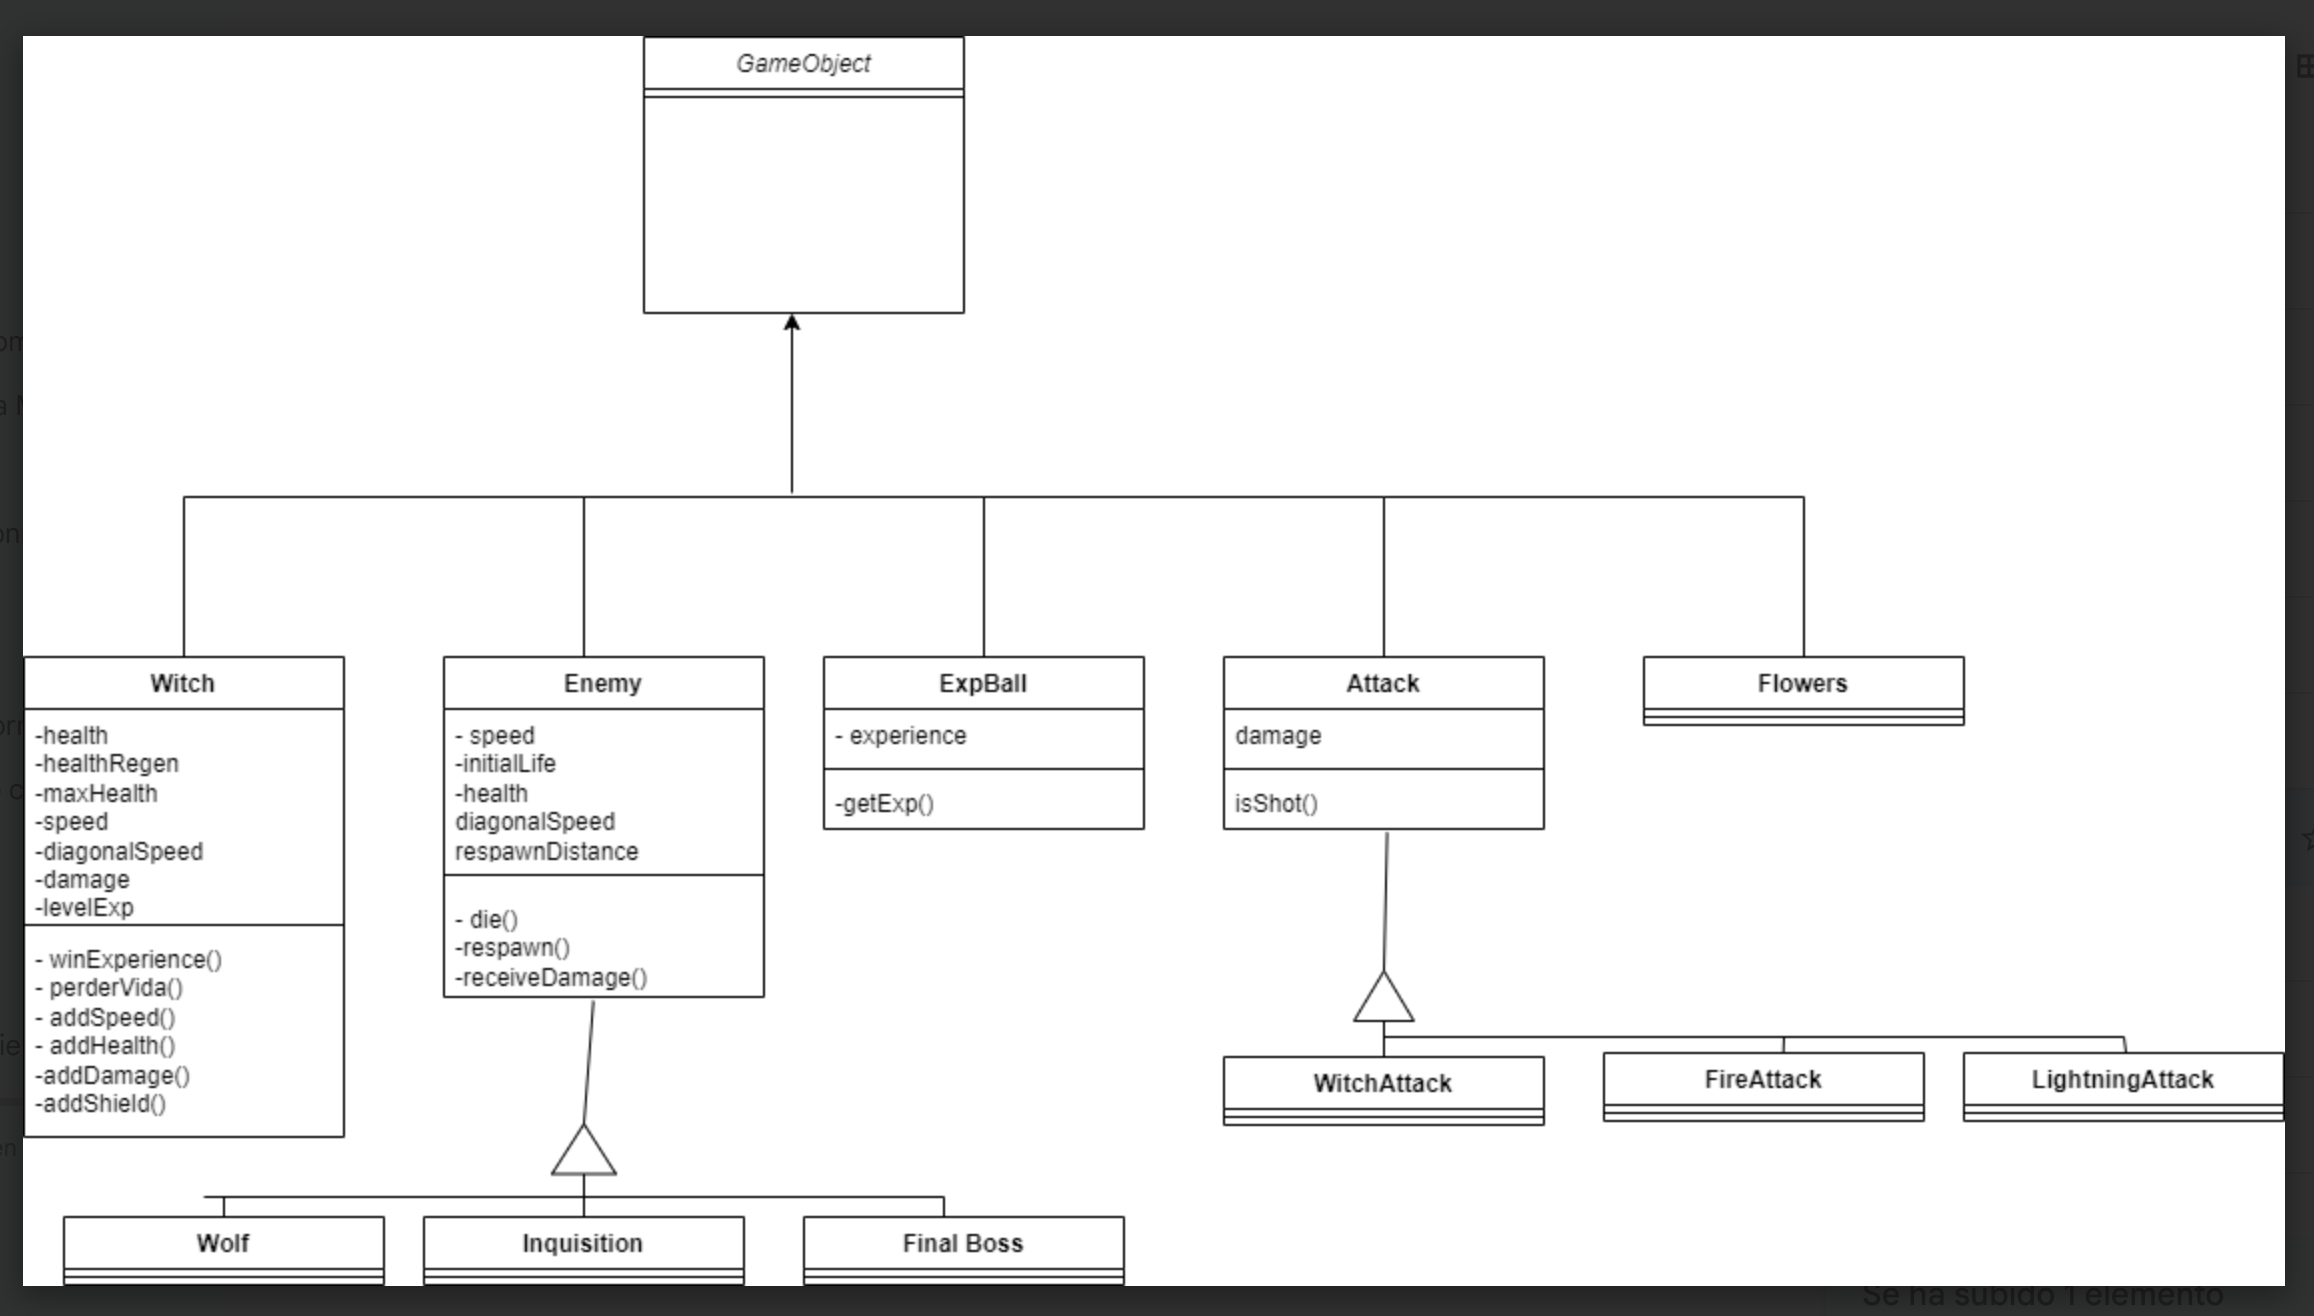 GameObject
Witch
-health
-healthRegen
-maxHealth
-speed
-diagonalSpeed
-damage
-levelExp
- winExperience()
- perderVida()
- addSpeed()
- addHealth()
-addDamage()
-addShield()
Enemy
- speed
-initialLife
-health
diagonalSpeed
respawnDistance
- die()
-respawn()
-receiveDamage()
ExpBall
- experience
-getExp()
Attack
damage
isShot()
Flowers
WitchAttack
FireAttack
LightningAttack
Wolf
Inquisition
Final Boss
Se ha subido 1 elemento